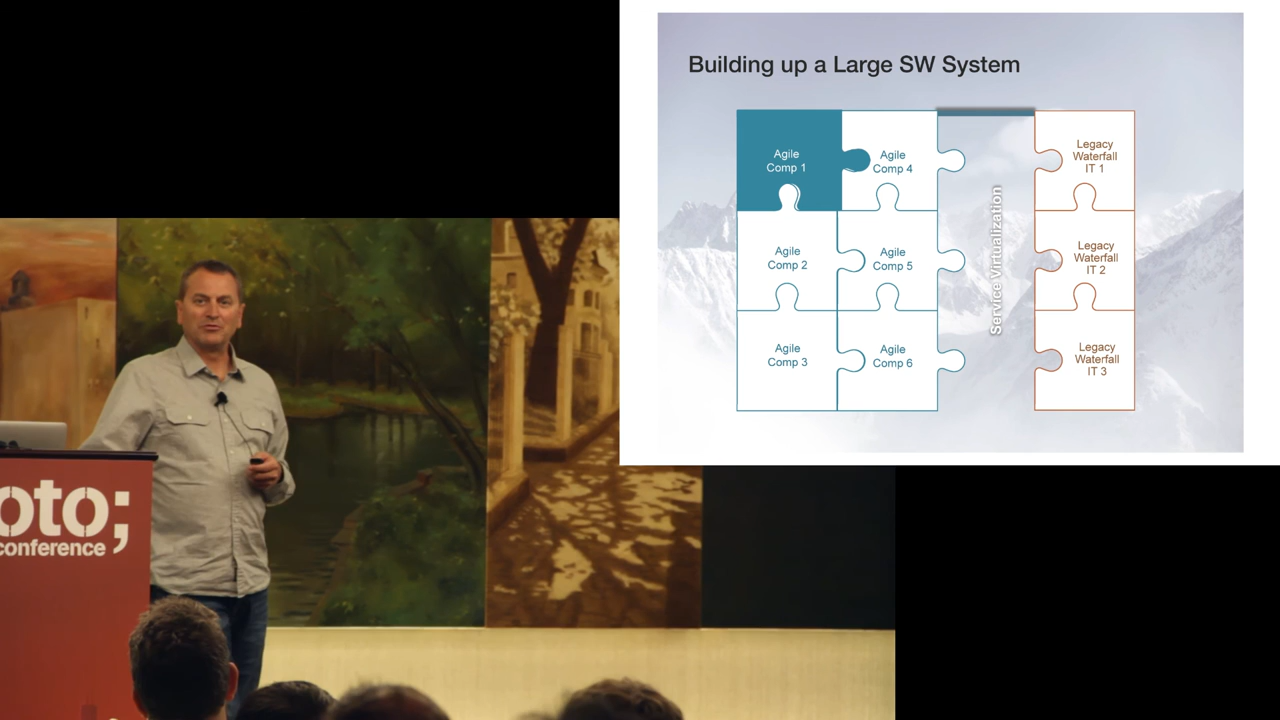 Building up a Large SW System
Agile
Comp 1
Agile
Comp 4
Legacy
Waterfall
IT 1
Agile
Comp 2
Agile
Comp 5
Service Virtualization
Legacy
Waterfall
IT 2
Agile
Comp 3
Agile
Comp 6
Legacy
Waterfall
IT 3
oto;
conference